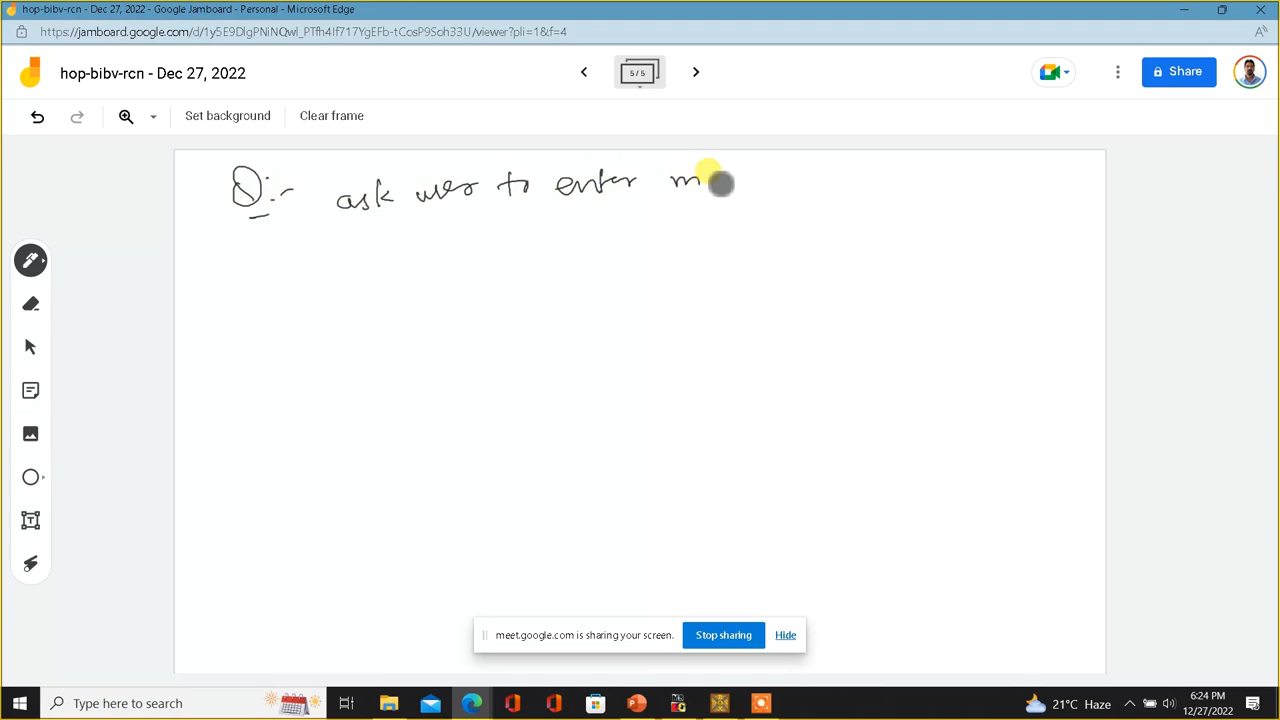 hop-bibv-rcn - Dec 27, 2022 - Google Jamboard - Personal - Microsoft Edge
https://jamboard.google.com/d/1y5E9DlgPNiNQwl_PTfh4If717YgEFb-tCosP9Soh33U/viewer?pli=1&f=4
hop-bibv-rcn - Dec 27, 2022
5/5
Share
Set background
Clear frame
Q:- ask user to enter m
meet.google.com is sharing your screen.
Stop sharing
Hide
Type here to search
21°C Haze
6:24 PM
12/27/2022